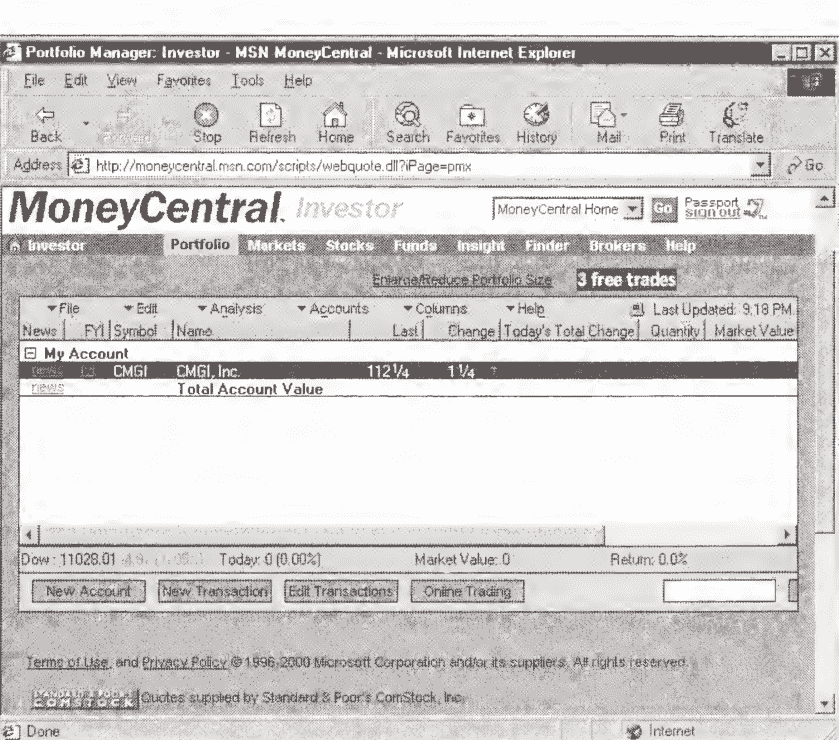 Portfolio Manager: Investor - MSN MoneyCentral - Microsoft Internet Explorer
File Edit View Favorites Tools Help
Back Forward Stop Refresh Home Search Favorites History Mail Print Translate
Address http://moneycentral.msn.com/scripts/webquote.dll?iPage=pmx Go
MoneyCentral. Investor MoneyCentral Home Go Passport sign out
Investor Portfolio Markets Stocks Funds Insight Finder Brokers Help
Enlarge/Reduce Portfolio Size 3 free trades
File Edit Analysis Accounts Columns Help Last Updated: 9:18 PM
News FYI Symbol Name Last Change Today's Total Change Quantity Market Value
My Account
news CMGI CMGI, Inc. 112 1/4 1 1/4
news Total Account Value
Dow : 11028.01 Today: 0 (0.00%) Market Value: 0 Return: 0.0%
New Account New Transaction Edit Transactions Online Trading
Terms of Use, and Privacy Policy © 1996-2000 Microsoft Corporation and/or its suppliers. All rights reserved.
STANDARD & POOR'S COMSTOCK Quotes supplied by Standard & Poor's ComStock, Inc.
Done Internet